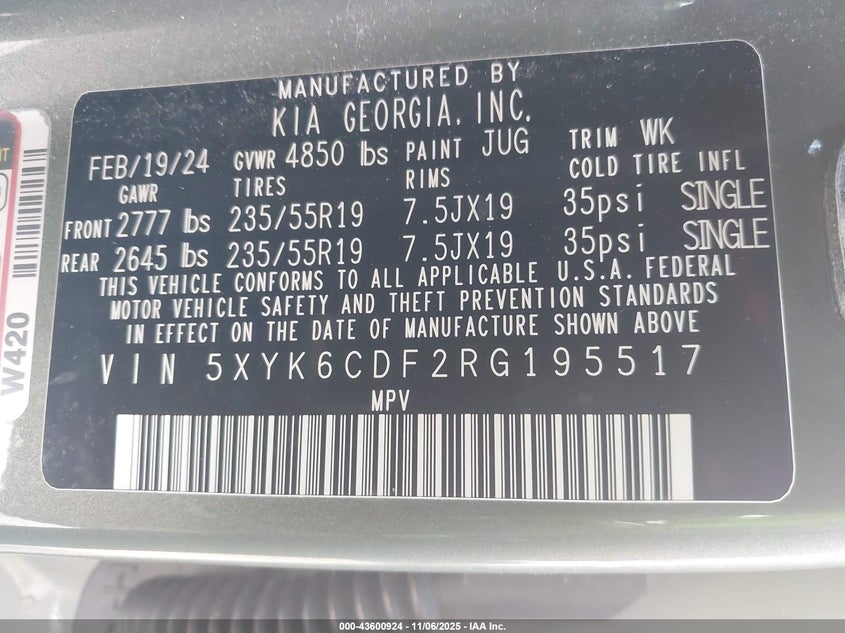 MANUFACTURED BY
KIA GEORGIA, INC.
FEB/19/24 GVWR 4850 lbs PAINT JUG TRIM WK
GAWR TIRES RIMS COLD TIRE INFL
FRONT 2777 lbs 235/55R19 7.5JX19 35psi SINGLE
REAR 2645 lbs 235/55R19 7.5JX19 35psi SINGLE
THIS VEHICLE CONFORMS TO ALL APPLICABLE U.S.A. FEDERAL
MOTOR VEHICLE SAFETY AND THEFT PREVENTION STANDARDS
IN EFFECT ON THE DATE OF MANUFACTURE SHOWN ABOVE
VIN 5XYK6CDF2RG195517
MPV
W420
000-43600924 - 11/06/2025 - IAA Inc.